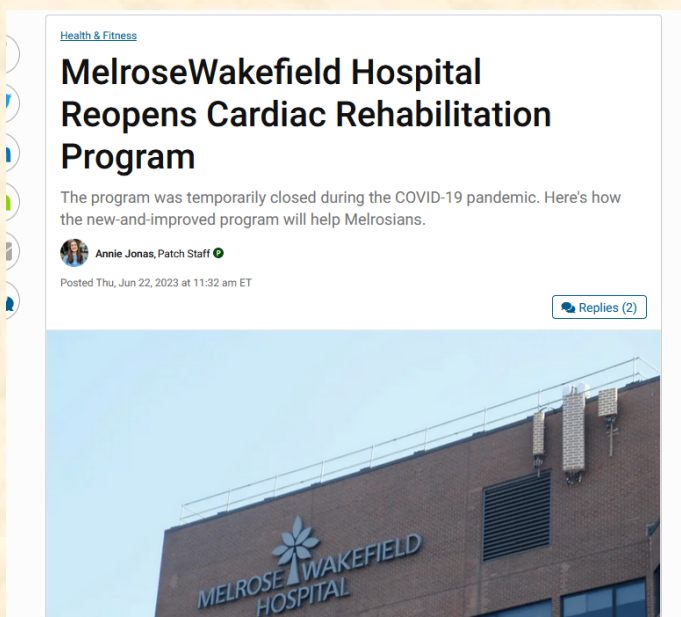 Health & Fitness
MelroseWakefield Hospital
Reopens Cardiac Rehabilitation
Program
The program was temporarily closed during the COVID-19 pandemic. Here's how
the new-and-improved program will help Melrosians.
Annie Jonas, Patch Staff P
Posted Thu, Jun 22, 2023 at 11:32 am ET
Replies (2)
MELROSE WAKEFIELD
HOSPITAL